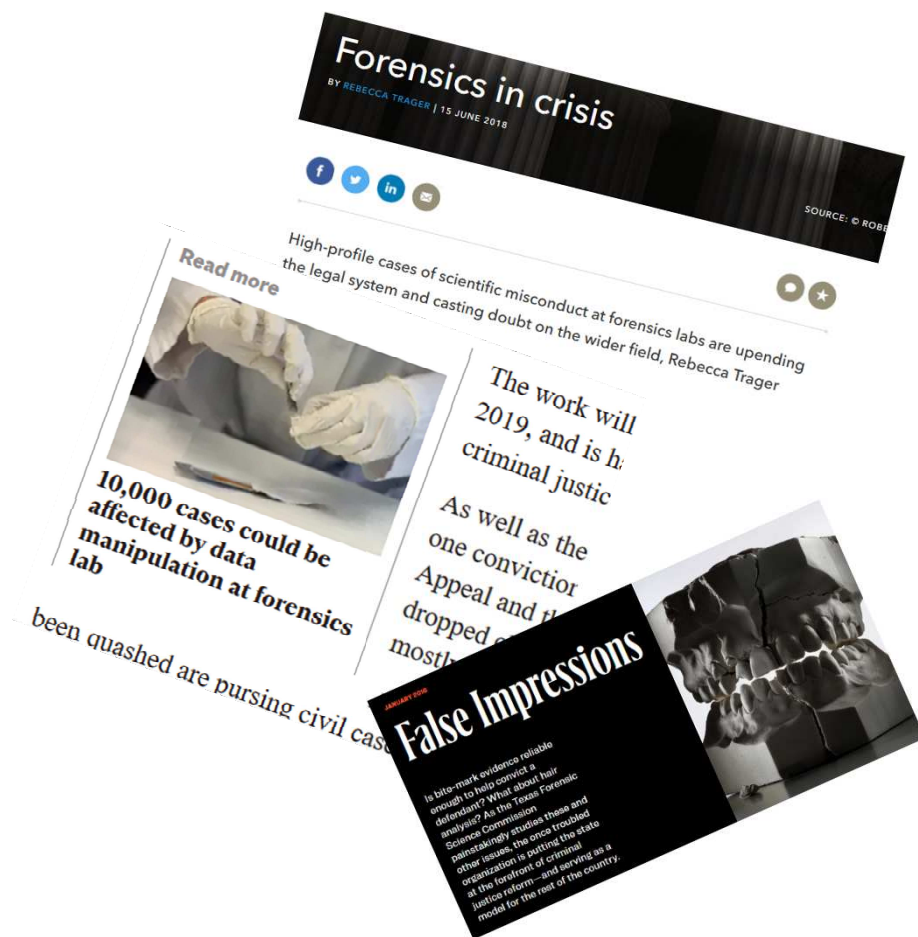 Forensics in crisis
BY REBECCA TRAGER | 15 JUNE 2018
SOURCE: © ROBE
High-profile cases of scientific misconduct at forensics labs are upending
the legal system and casting doubt on the wider field, Rebecca Trager
Read more
10,000 cases could be
affected by data
manipulation at forensics
lab
been quashed are pursing civil case
The work will
2019, and is ha
criminal justic
As well as the
one conviction
Appeal and th
dropped
mostly
JANUARY 2016
False Impressions
Is bite-mark evidence reliable
enough to help convict a
defendant? What about hair
analysis? As the Texas Forensic
Science Commission
painstakingly studies these and
other issues, the once troubled
organization is putting the state
at the forefront of criminal
justice reform—and serving as a
model for the rest of the country.